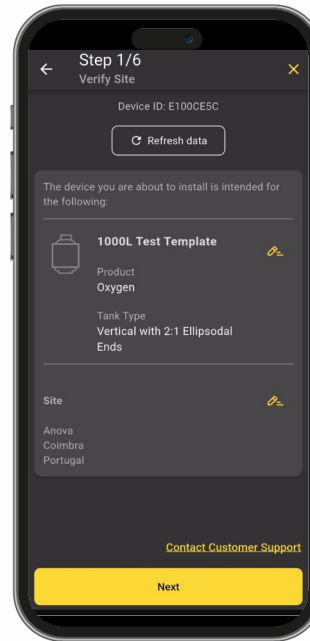 Step 1/6
Verify Site
Device ID: E100CE5C
Refresh data
The device you are about to install is intended for
the following:
1000L Test Template
Product
Oxygen
Tank Type
Vertical with 2:1 Ellipsodal
Ends
Site
Anova
Coimbra
Portugal
Contact Customer Support
Next